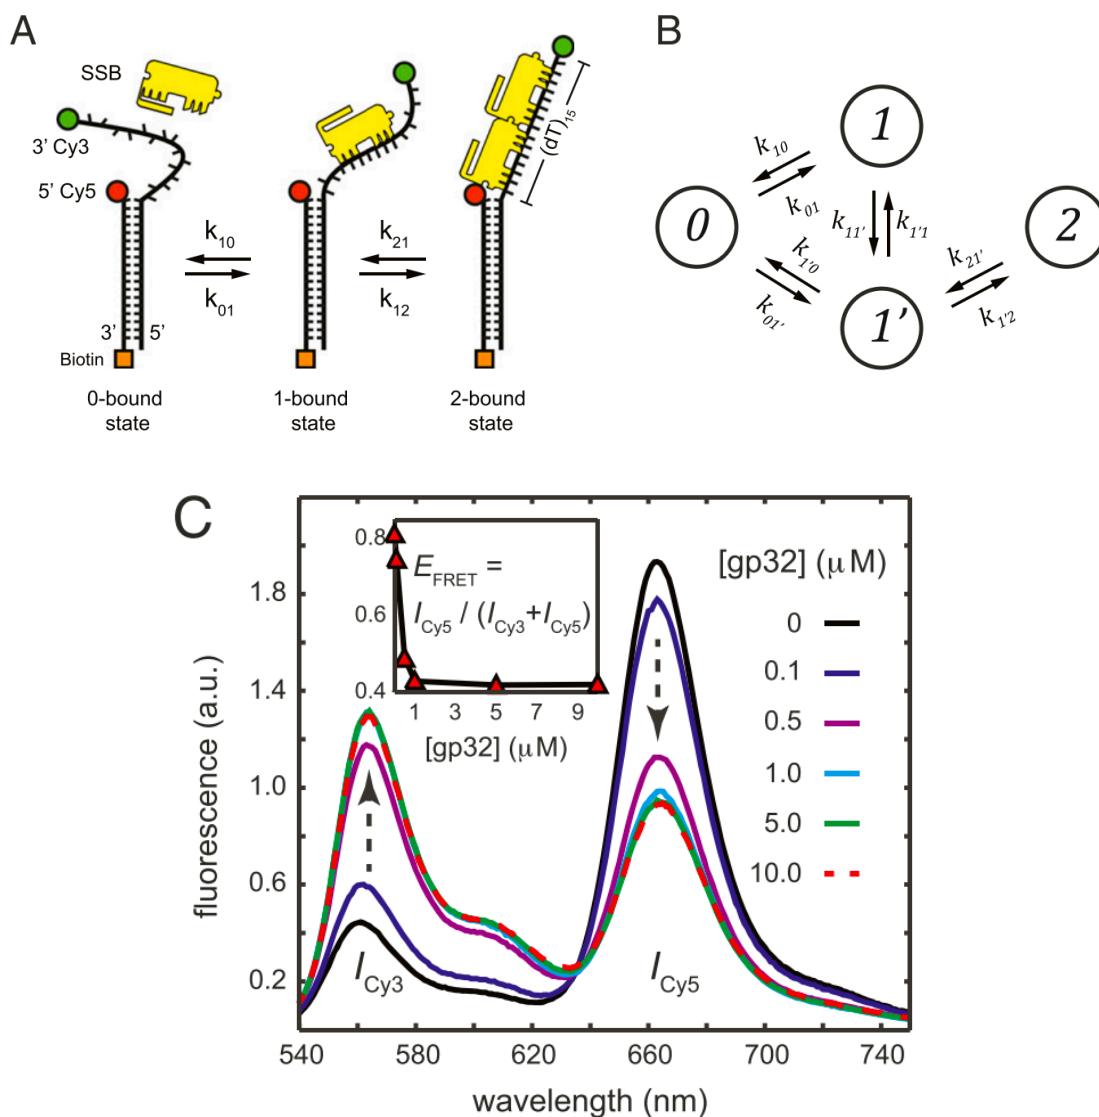 A
SSB
3' Cy3
5' Cy5
k10
k01
k21
k12
(dT)15
3' 5'
Biotin
0-bound
state
1-bound
state
2-bound
state
B
0
1
1'
2
k10
k01
k11'
k1'1
k1'0
k01'
k21'
k1'2
C
fluorescence (a.u.)
1.8
1.4
1.0
0.6
0.2
0.8
0.6
0.4
EFRET =
ICy5 / (ICy3+ICy5)
1 3 5 7 9
[gp32] (μM)
[gp32] (μ M)
0
0.1
0.5
1.0
5.0
10.0
ICy3
ICy5
540 580 620 660 700 740
wavelength (nm)